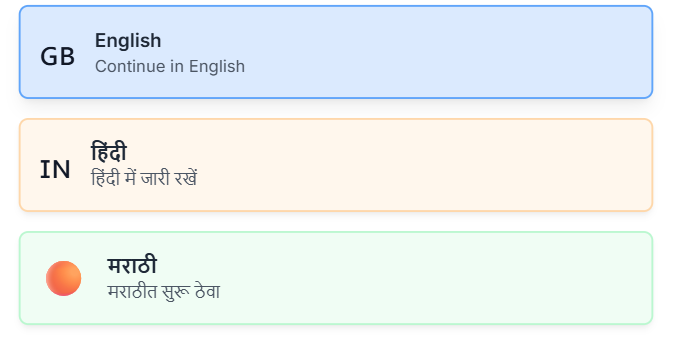 GB
English
Continue in English
IN
हिंदी
हिंदी में जारी रखें
मराठी
मराठीत सुरू ठेवा